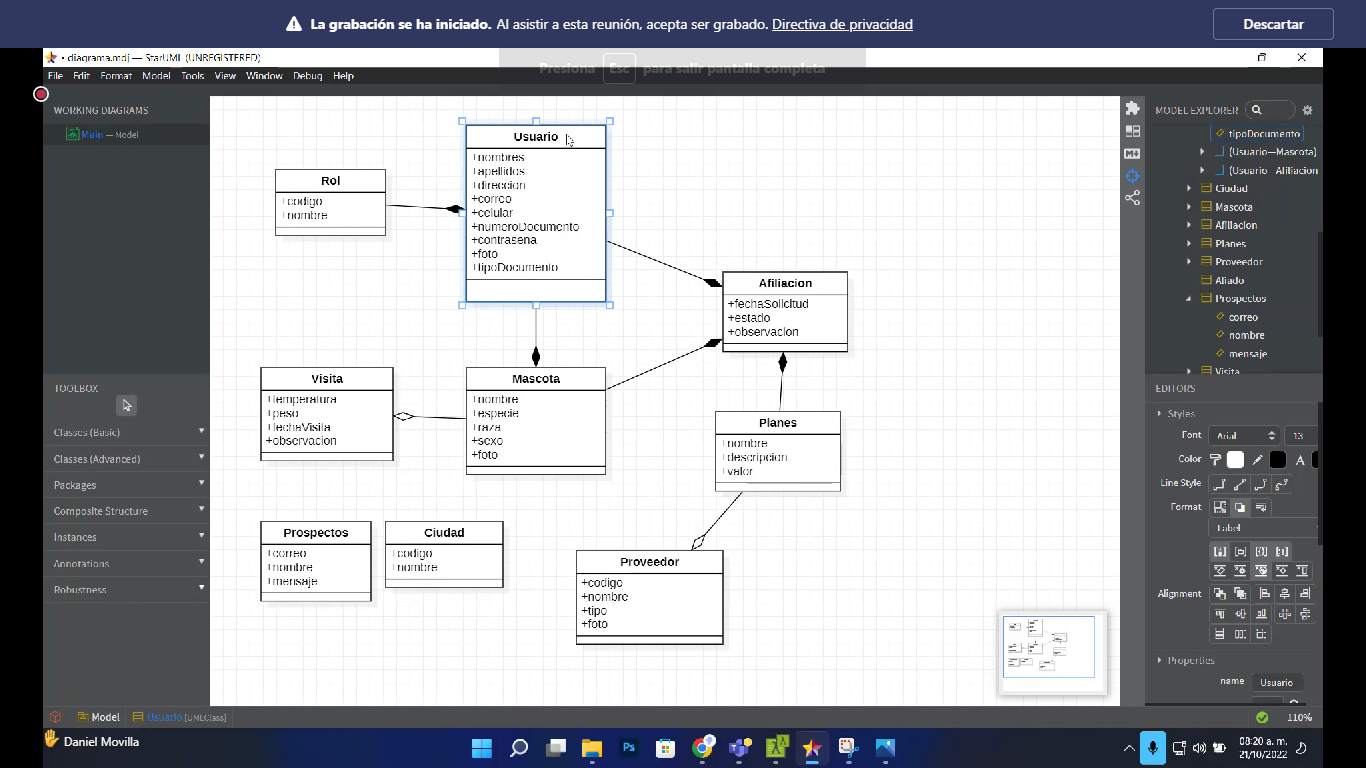 La grabación se ha iniciado. Al asistir a esta reunión, acepta ser grabado. Directiva de privacidad
Descartar
• diagrama.mdj — StarUML (UNREGISTERED)
Presiona Esc para salir pantalla completa
File Edit Format Model Tools View Window Debug Help
WORKING DIAGRAMS
Main — Model
TOOLBOX
Classes (Basic)
Classes (Advanced)
Packages
Composite Structure
Instances
Annotations
Robustness
Usuario
+nombres
+apellidos
+direccion
+correo
+celular
+numeroDocumento
+contrasena
+foto
+tipoDocumento
Rol
+codigo
+nombre
Afiliacion
+fechaSolicitud
+estado
+observacion
Visita
+temperatura
+peso
+fechaVisita
+observacion
Mascota
+nombre
+especie
+raza
+sexo
+foto
Planes
+nombre
+descripcion
+valor
Prospectos
+correo
+nombre
+mensaje
Ciudad
+codigo
+nombre
Proveedor
+codigo
+nombre
+tipo
+foto
MODEL EXPLORER
tipoDocumento
(Usuario—Mascota)
(Usuario—Afiliacion
Ciudad
Mascota
Afiliacion
Planes
Proveedor
Aliado
Prospectos
correo
nombre
mensaje
Visita
EDITORS
Styles
Font Arial 13
Color A
Line Style
Format
Label
Alignment
Properties
name Usuario
Model Usuario [UMLClass]
110%
Daniel Movilla
Ps
08:20 a. m.
21/10/2022